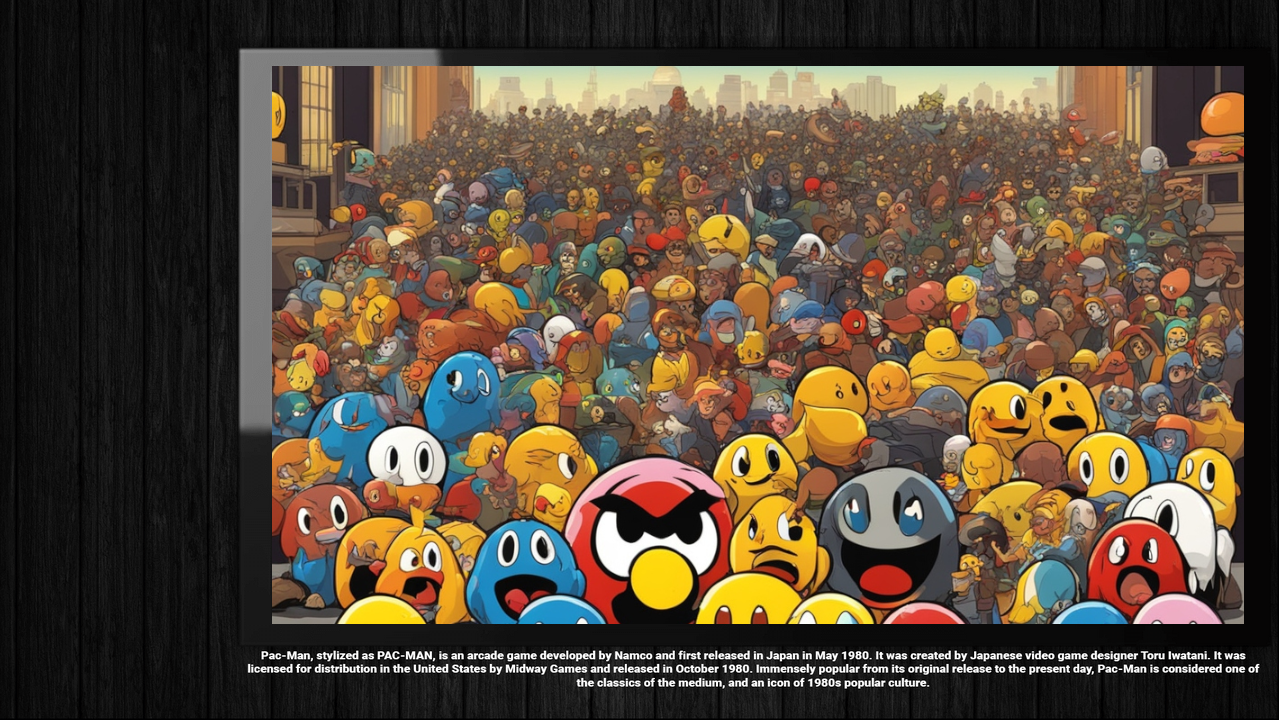 Pac-Man, stylized as PAC-MAN, is an arcade game developed by Namco and first released in Japan in May 1980. It was created by Japanese video game designer Toru Iwatani. It was
licensed for distribution in the United States by Midway Games and released in October 1980. Immensely popular from its original release to the present day, Pac-Man is considered one of
the classics of the medium, and an icon of 1980s popular culture.